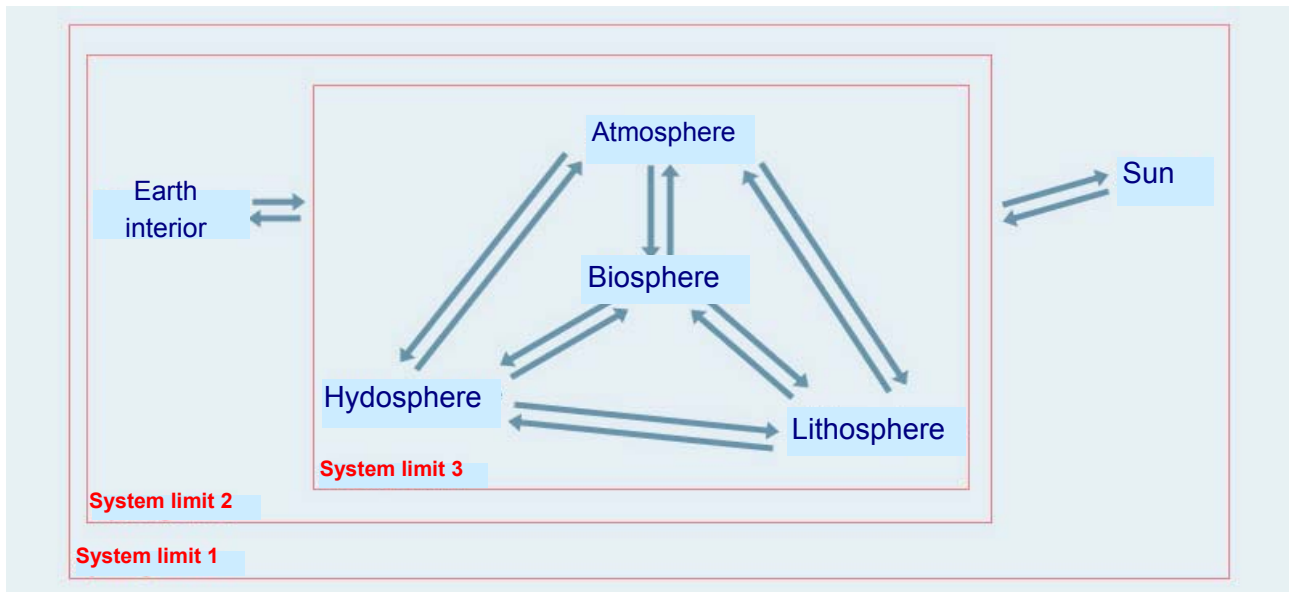 Atmosphere
Earth
interior
Sun
Biosphere
Hydosphere
Lithosphere
System limit 3
System limit 2
System limit 1